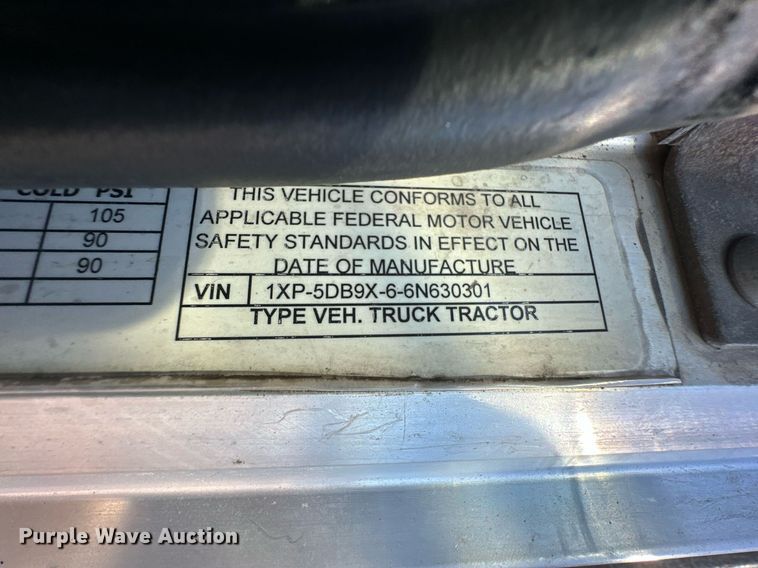 COLD PSI
105
90
90
THIS VEHICLE CONFORMS TO ALL
APPLICABLE FEDERAL MOTOR VEHICLE
SAFETY STANDARDS IN EFFECT ON THE
DATE OF MANUFACTURE
VIN 1XP-5DB9X-6-6N630301
TYPE VEH. TRUCK TRACTOR
Purple Wave Auction